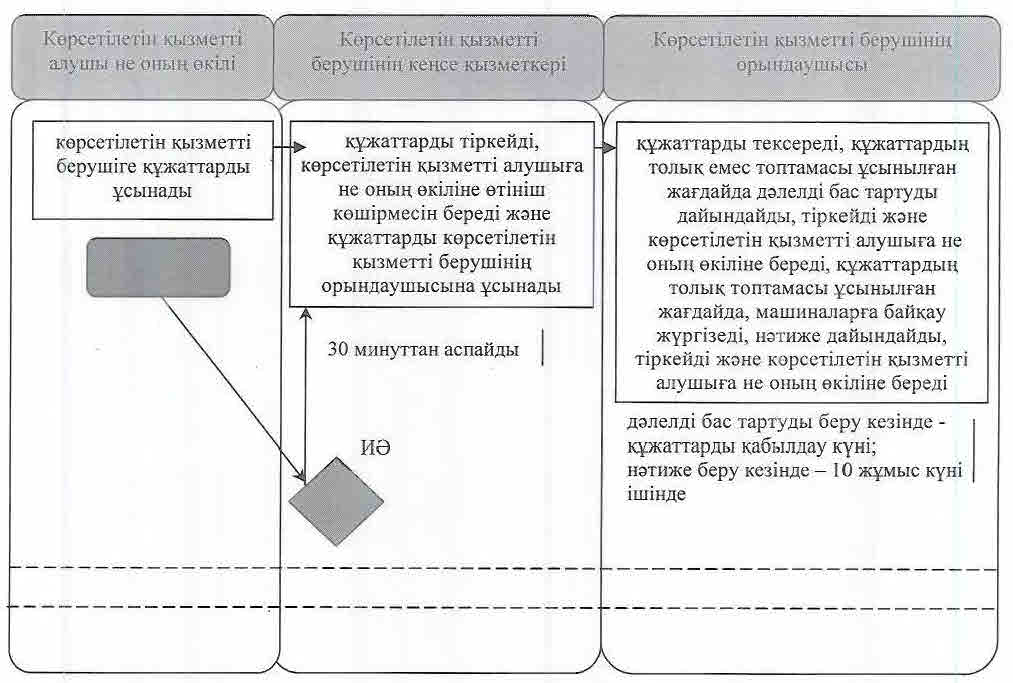 Көрсетілетін қызметті
алушы не оның өкілі
Көрсетілетін қызметті
берушінің кеңсе қызметкері
Көрсетілетін қызметті берушінің
орындаушысы
көрсетілетін қызметті
берушіге құжаттарды
ұсынады
құжаттарды тіркейді,
көрсетілетін қызметті алушыға
не оның өкіліне өтініш
көшірмесін береді және
құжаттарды көрсетілетін
қызметті берушінің
орындаушысына ұсынады
30 минуттан аспайды
ИӘ
құжаттарды тексереді, құжаттардың
толық емес топтамасы ұсынылған
жағдайда дәлелді бас тартуды
дайындайды, тіркейді және
көрсетілетін қызметті алушыға не
оның өкіліне береді, құжаттардың
толық топтамасы ұсынылған
жағдайда, машиналарға байқау
жүргізеді, нәтиже дайындайды,
тіркейді және көрсетілетін қызметті
алушыға не оның өкіліне береді
дәлелді бас тартуды беру кезінде -
құжаттарды қабылдау күні;
нәтиже беру кезінде – 10 жұмыс күні
ішінде